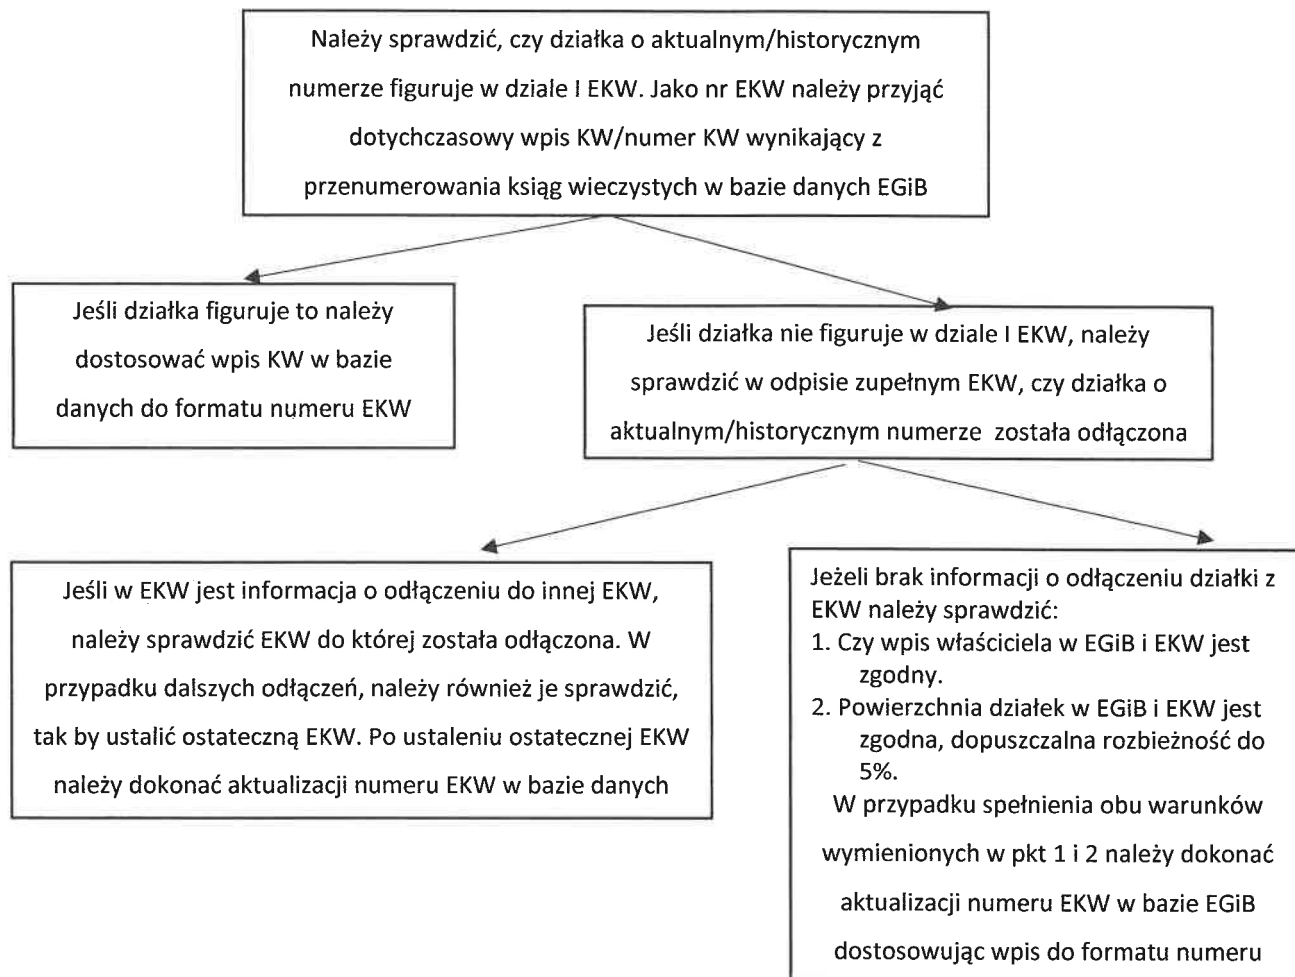 Należy sprawdzić, czy działka o aktualnym/historycznym
numerze figuruje w dziale I EKW. Jako nr EKW należy przyjąć
dotychczasowy wpis KW/numer KW wynikający z
przenumerowania ksiąg wieczystych w bazie danych EGiB
Jeśli działka figuruje to należy
dostosować wpis KW w bazie
danych do formatu numeru EKW
Jeśli działka nie figuruje w dziale I EKW, należy
sprawdzić w odpisie zupełnym EKW, czy działka o
aktualnym/historycznym numerze została odłączona
Jeśli w EKW jest informacja o odłączeniu do innej EKW,
należy sprawdzić EKW do której została odłączona. W
przypadku dalszych odłączeń, należy również je sprawdzić,
tak by ustalić ostateczną EKW. Po ustaleniu ostatecznej EKW
należy dokonać aktualizacji numeru EKW w bazie danych
Jeżeli brak informacji o odłączeniu działki z
EKW należy sprawdzić:
1. Czy wpis właściciela w EGiB i EKW jest
zgodny.
2. Powierzchnia działek w EGiB i EKW jest
zgodna, dopuszczalna rozbieżność do
5%.
W przypadku spełnienia obu warunków
wymienionych w pkt 1 i 2 należy dokonać
aktualizacji numeru EKW w bazie EGiB
dostosowując wpis do formatu numeru